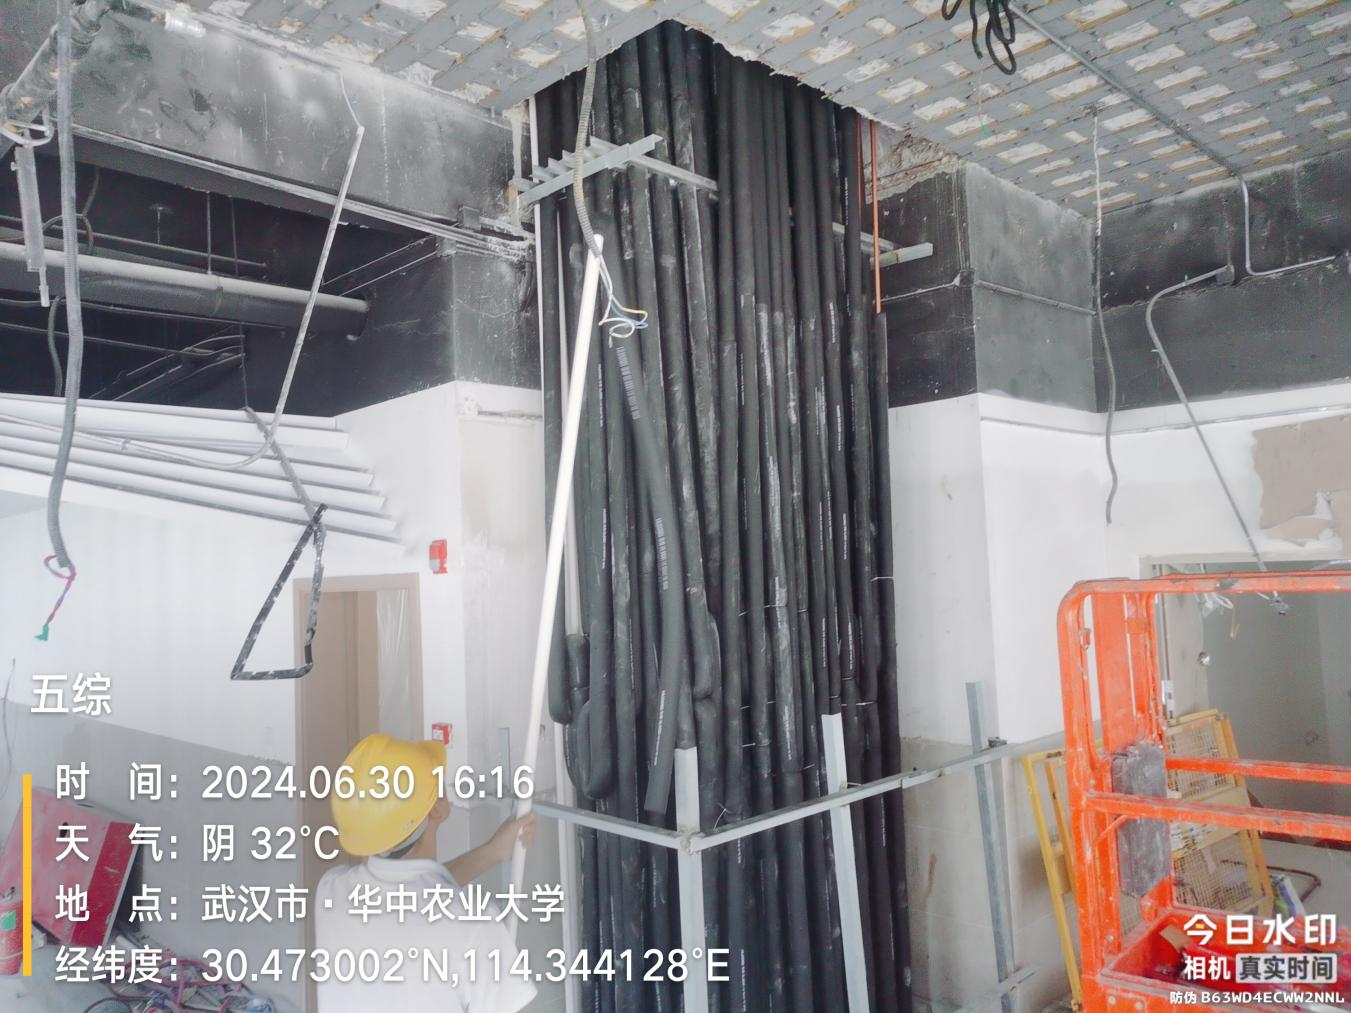 五综
时 间：2024.06.30 16:16
天 气：阴 32℃
地 点：武汉市·华中农业大学
经纬度：30.473002°N,114.344128°E
今日水印
相机 真实时间
防伪 B63WD4ECWW2NNL